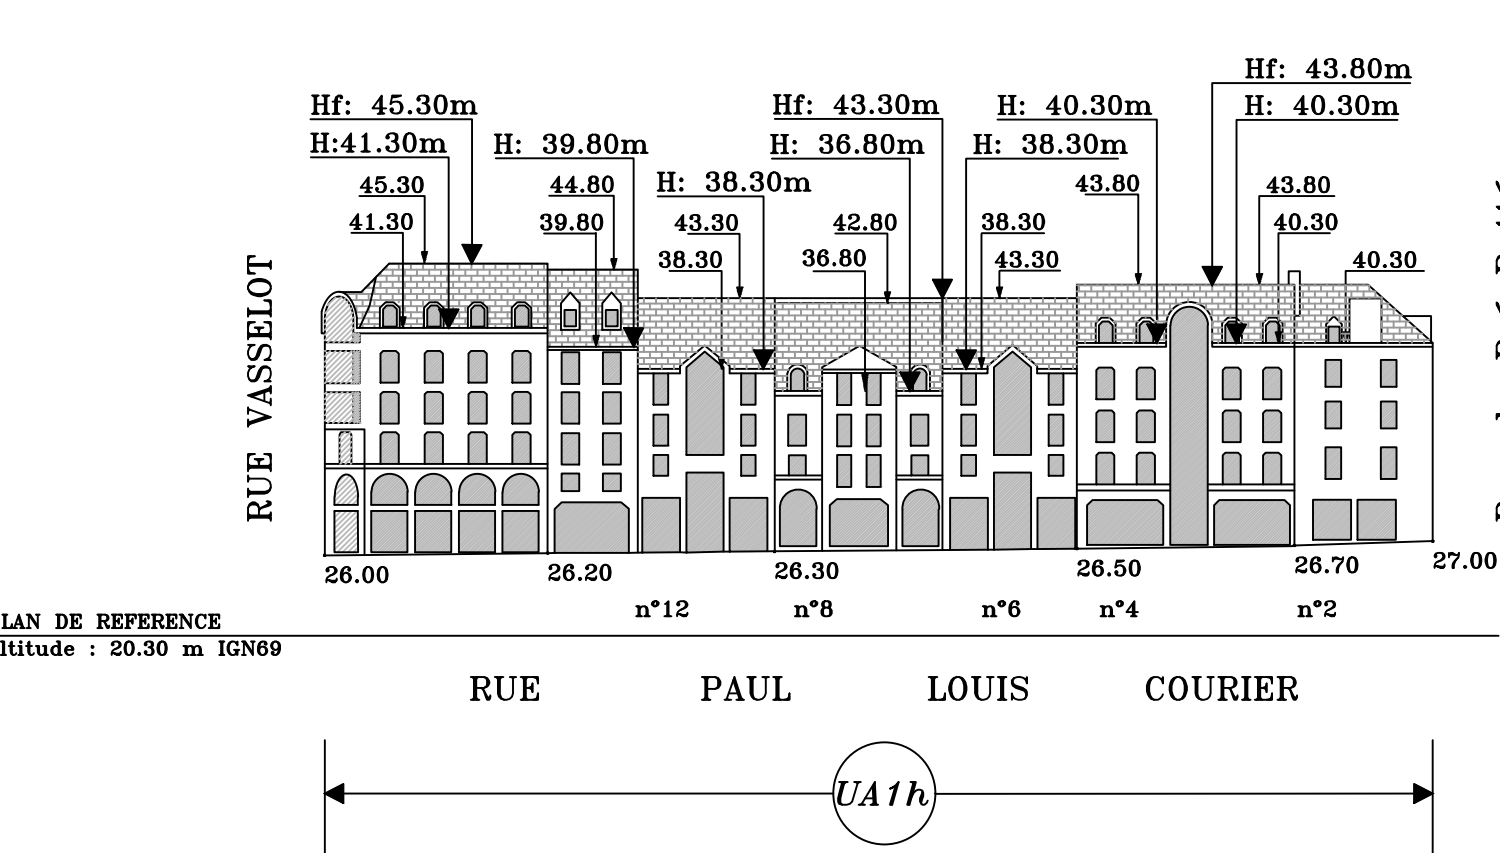 Hf: 43.80m
Hf: 45.30m
Hf: 43.30m
H: 40.30m
H: 40.30m
H:41.30m
H: 39.80m
H: 36.80m
H: 38.30m
45.30
44.80
H: 38.30m
43.80
43.80
41.30
39.80
43.30
42.80
38.30
40.30
38.30
36.80
43.30
40.30
RUE VASSELOT
26.00
26.20
26.30
26.50
26.70
27.00
n°12
n°8
n°6
n°4
n°2
LAN DE REFERENCE
ltitude : 20.30 m IGN69
RUE PAUL LOUIS COURIER
UA1h